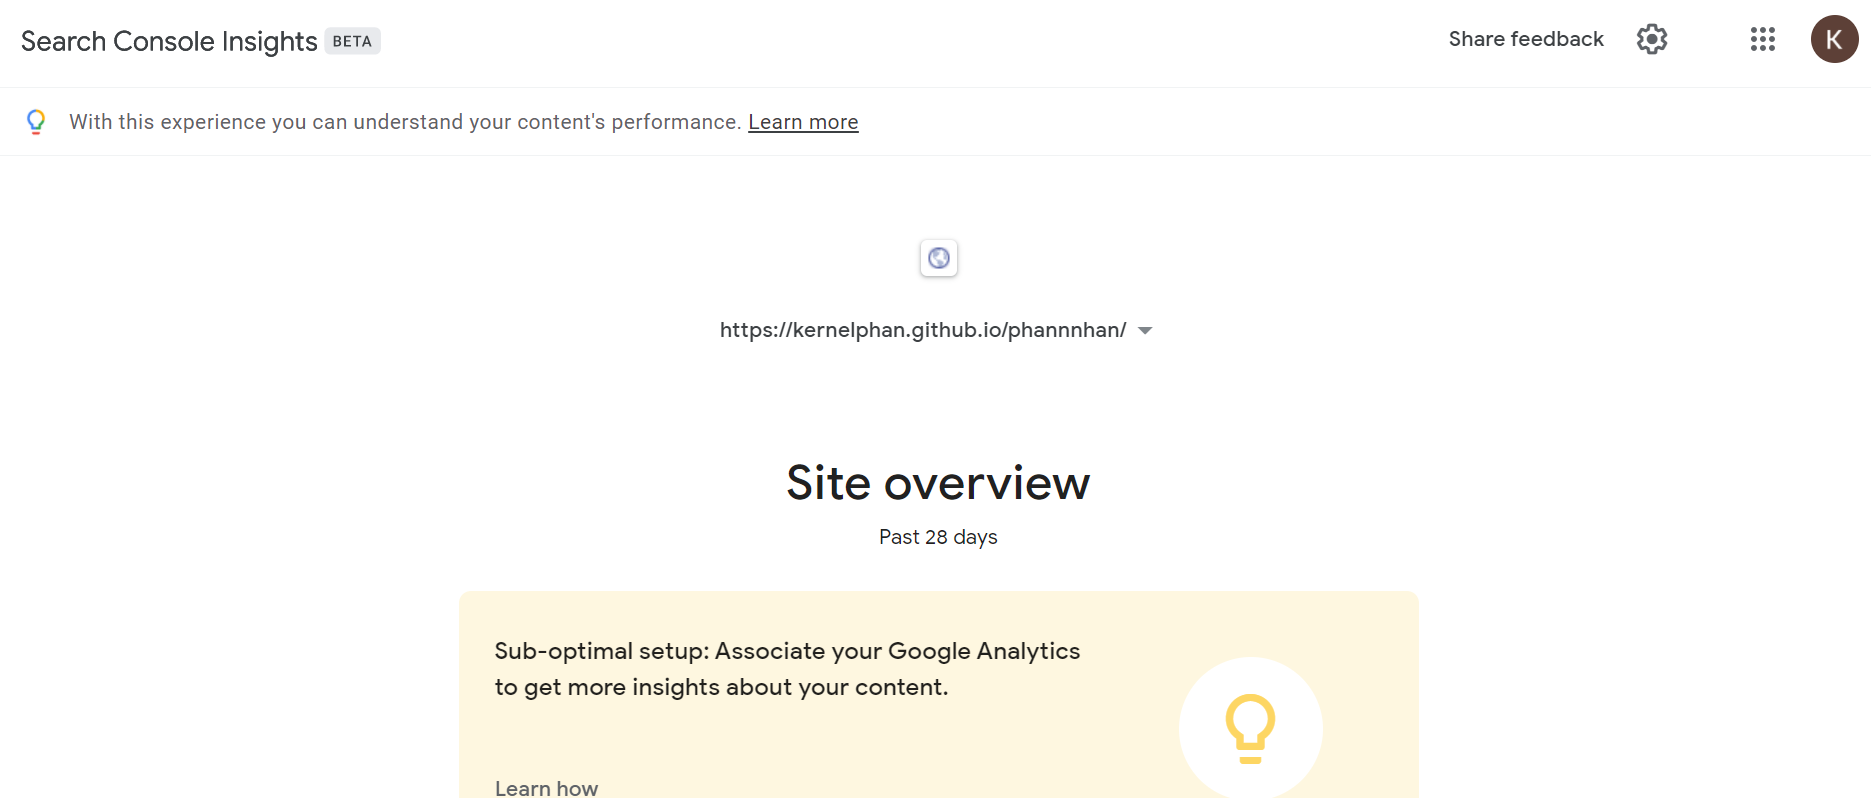 Search Console Insights BETA
Share feedback
K
With this experience you can understand your content's performance. Learn more
https://kernelphan.github.io/phannnhan/
Site overview
Past 28 days
Sub-optimal setup: Associate your Google Analytics
to get more insights about your content.
Learn how